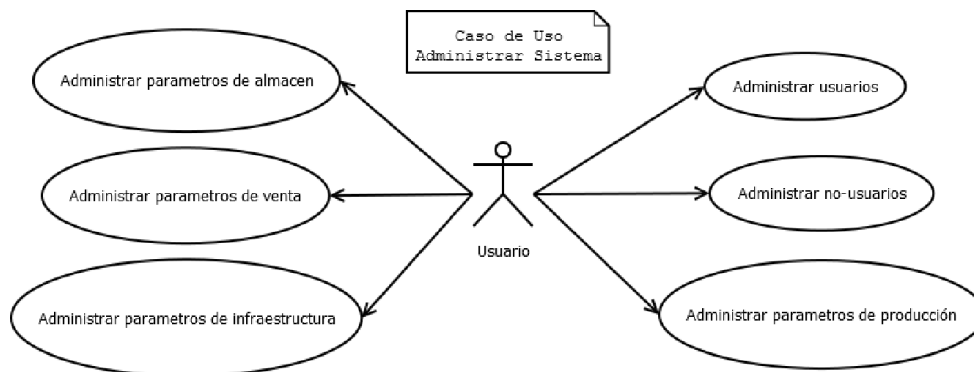 Caso de Uso
Administrar Sistema
Administrar parametros de almacen
Administrar usuarios
Administrar parametros de venta
Administrar no-usuarios
Usuario
Administrar parametros de infraestructura
Administrar parametros de producción